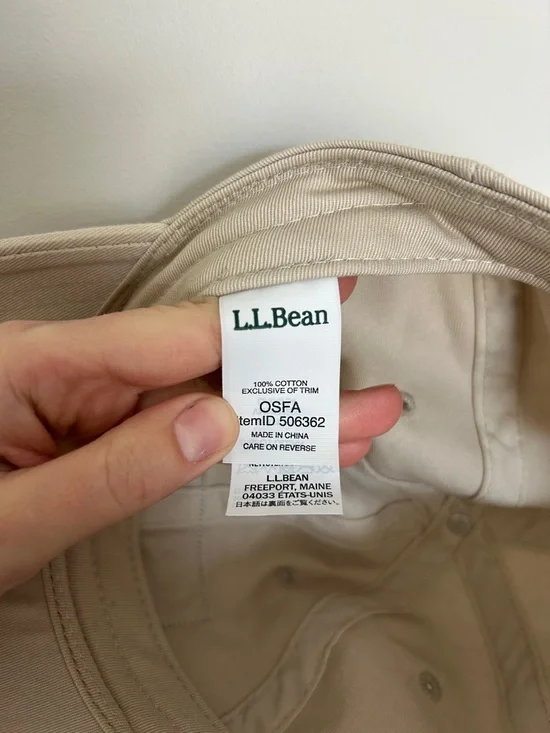 L.L.Bean
100% COTTON
EXCLUSIVE OF TRIM
OSFA
temID 506362
MADE IN CHINA
CARE ON REVERSE
L.L.BEAN
FREEPORT, MAINE
04033 ÉTATS-UNIS
日本語は裏面をご覧ください。